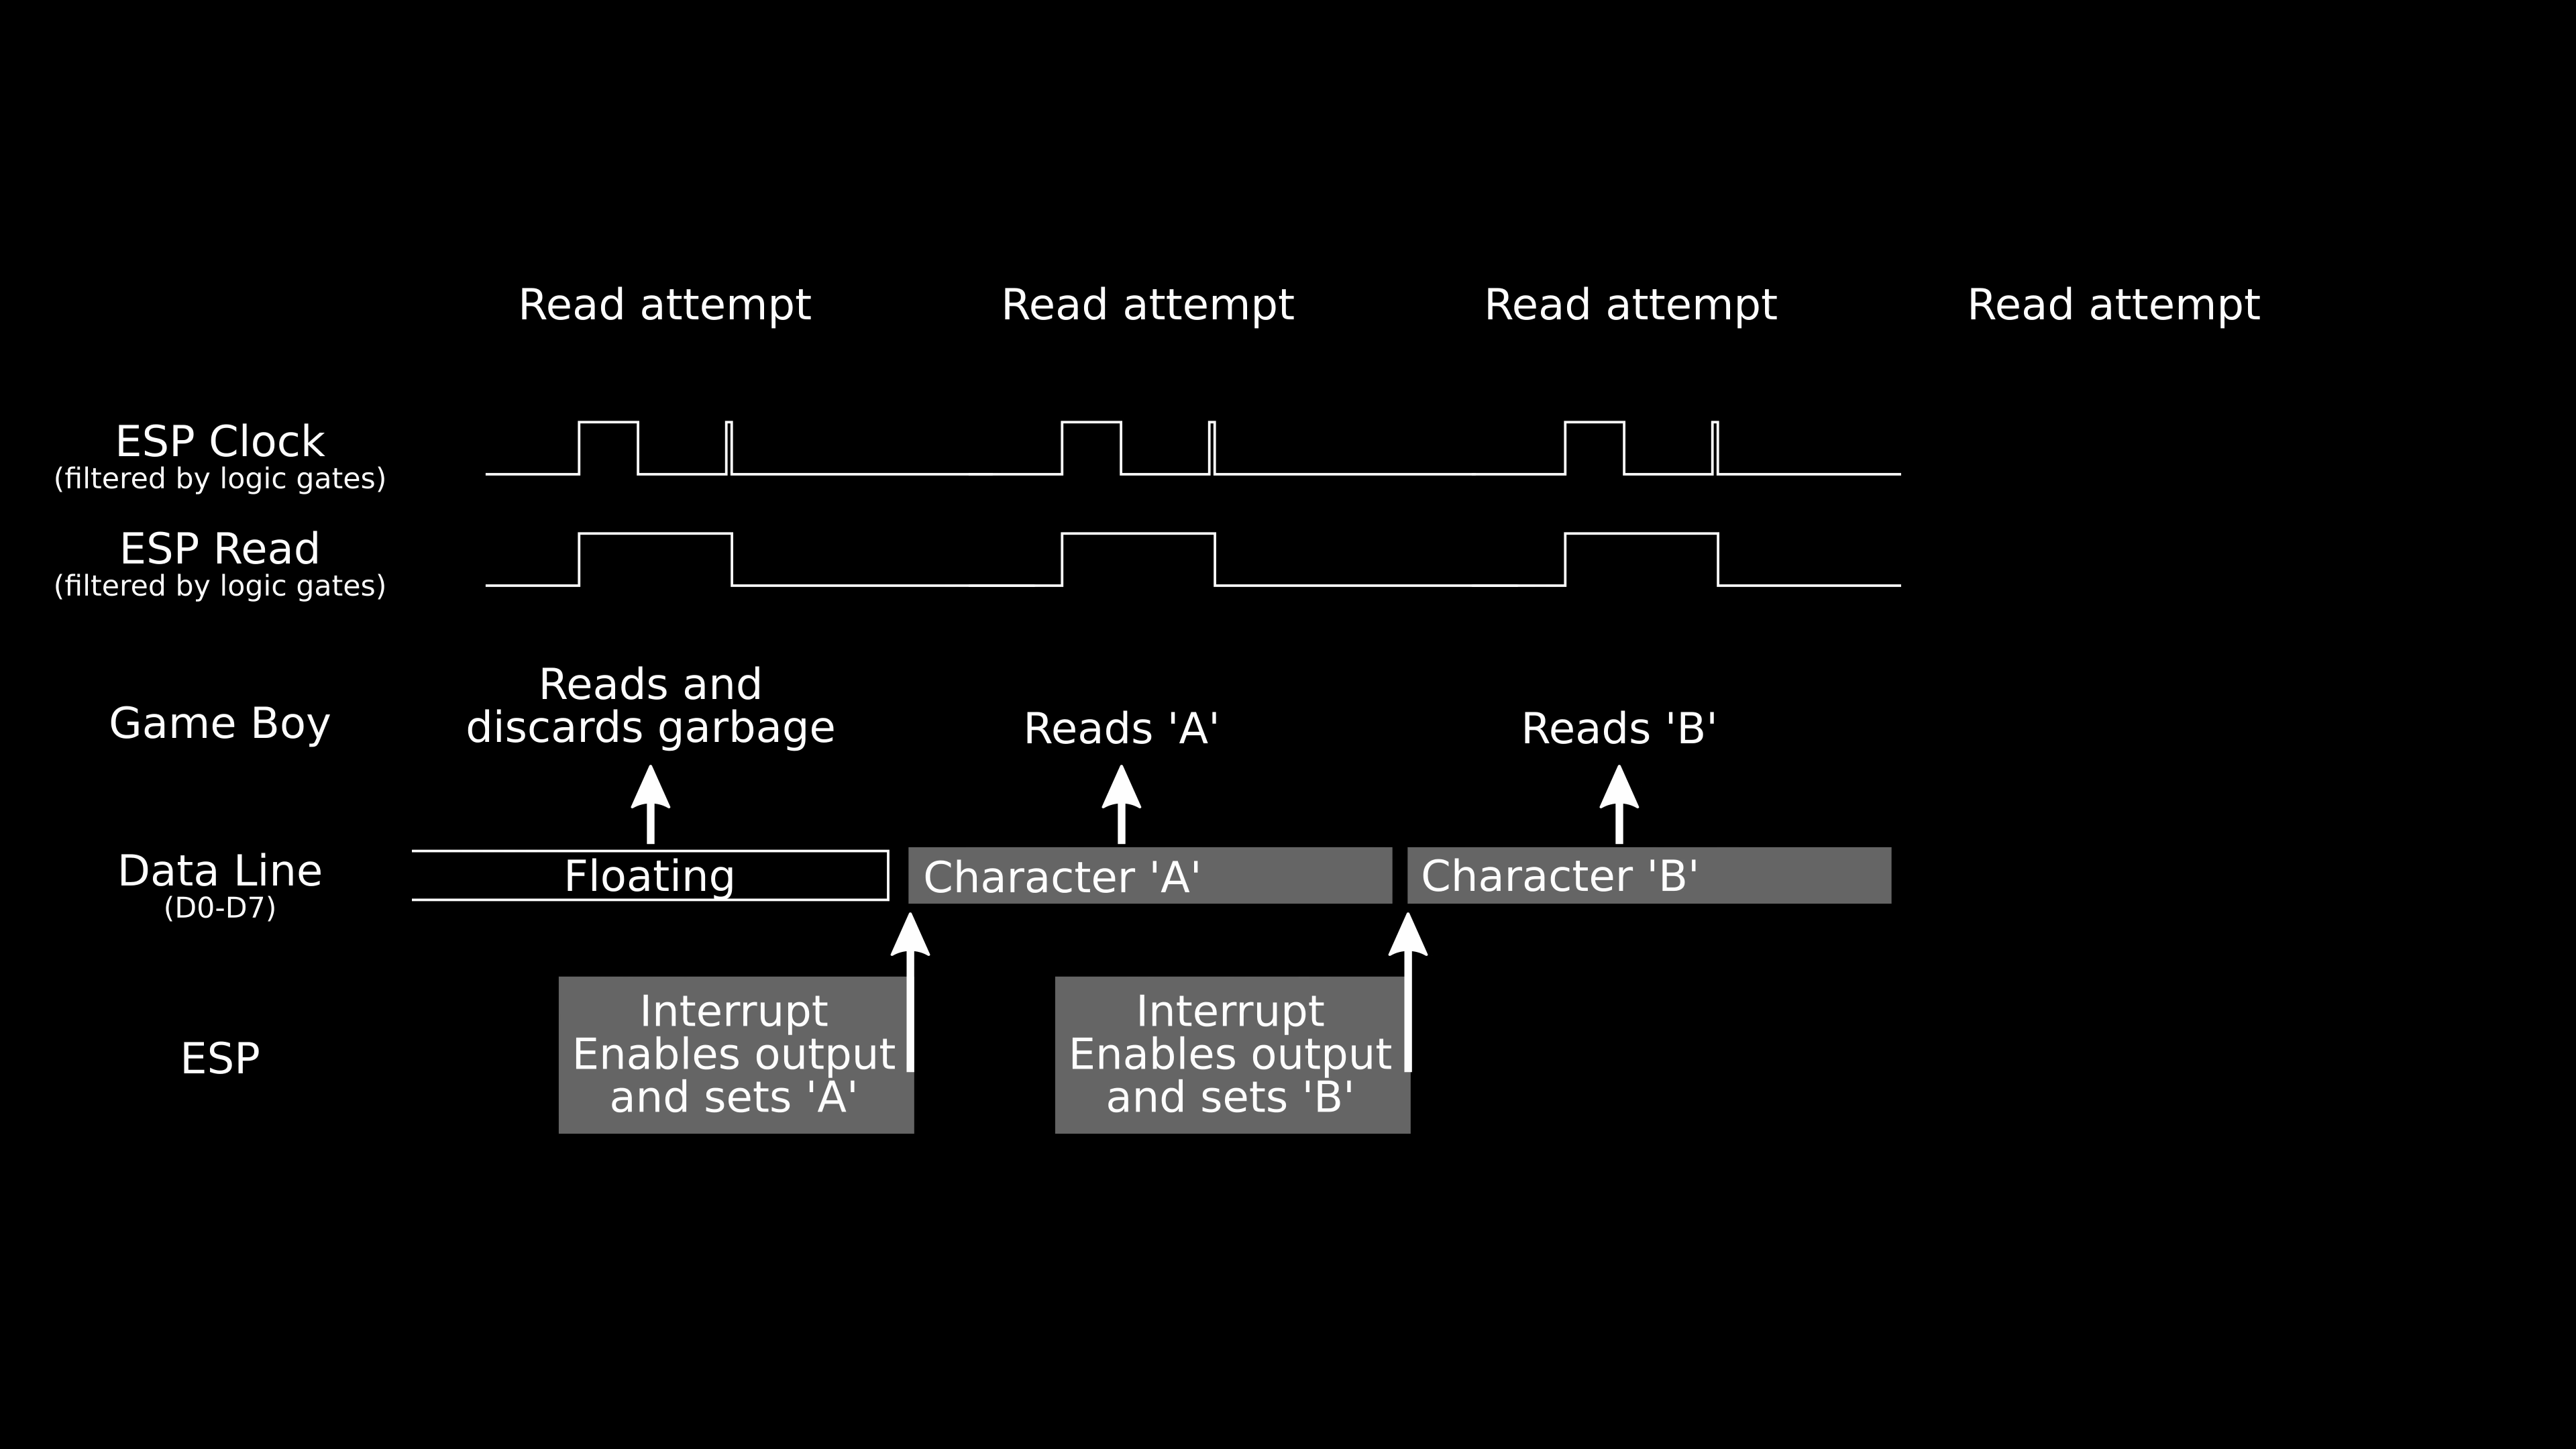 Read attempt
Read attempt
Read attempt
Read attempt
ESP Clock
(filtered by logic gates)
ESP Read
(filtered by logic gates)
Game Boy
Reads and
discards garbage
Reads 'A'
Reads 'B'
Data Line
(D0-D7)
Floating
Character 'A'
Character 'B'
ESP
Interrupt
Enables output
and sets 'A'
Interrupt
Enables output
and sets 'B'